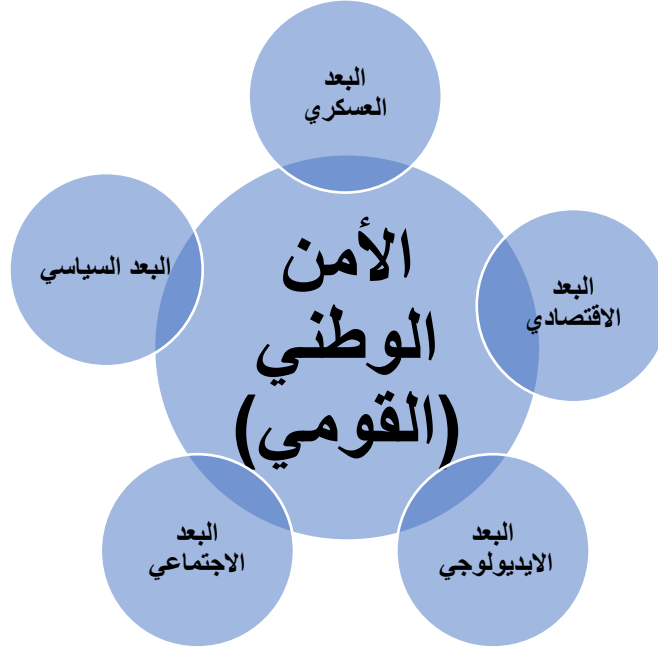 البعد
العسكري
الأمن
الوطني
(القومي)
البعد
الاقتصادي
البعد
الايديولوجي
البعد
الاجتماعي
البعد السياسي